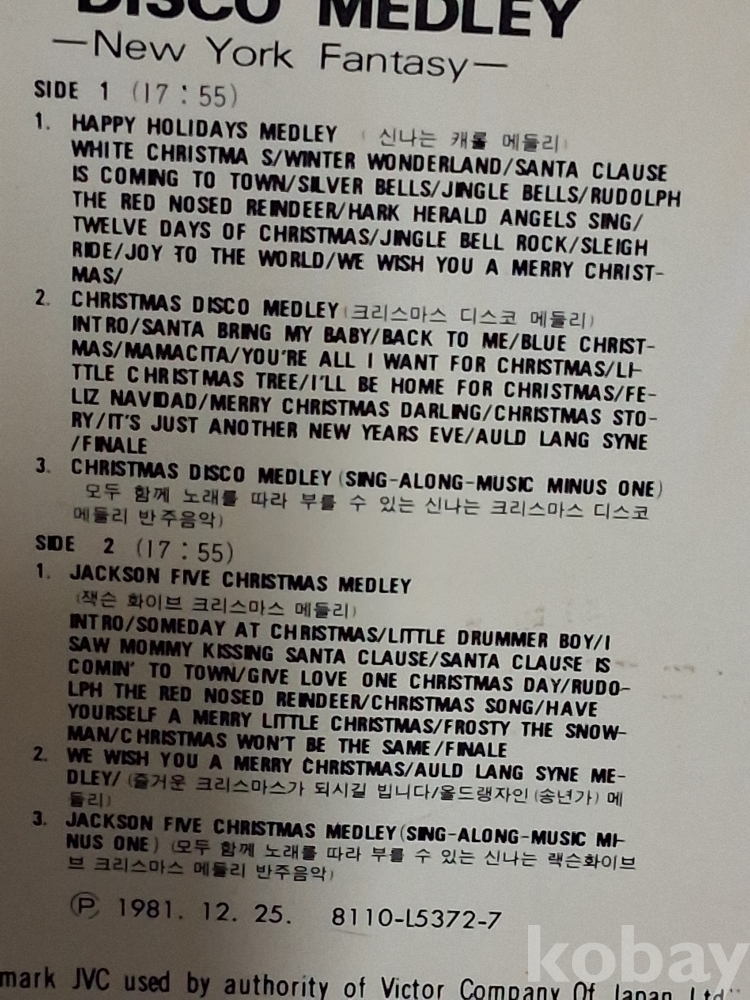 DISCO MEDLEY
—New York Fantasy—
SIDE 1 (17 : 55)
1. HAPPY HOLIDAYS MEDLEY (신나는 캐롤 메들리)
WHITE CHRISTMA S/WINTER WONDERLAND/SANTA CLAUSE
IS COMING TO TOWN/SILVER BELLS/JINGLE BELLS/RUDOLPH
THE RED NOSED REINDEER/HARK HERALD ANGELS SING/
TWELVE DAYS OF CHRISTMAS/JINGLE BELL ROCK/SLEIGH
RIDE/JOY TO THE WORLD/WE WISH YOU A MERRY CHRIST-
MAS/
2. CHRISTMAS DISCO MEDLEY (크리스마스 디스코 메들리)
INTRO/SANTA BRING MY BABY/BACK TO ME/BLUE CHRIST-
MAS/MAMACITA/YOU'RE ALL I WANT FOR CHRISTMAS/LI-
TTLE CHRISTMAS TREE/I'LL BE HOME FOR CHRISTMAS/FE-
LIZ NAVIDAD/MERRY CHRISTMAS DARLING/CHRISTMAS STO-
RY/IT'S JUST ANOTHER NEW YEARS EVE/AULD LANG SYNE
/FINALE
3. CHRISTMAS DISCO MEDLEY (SING-ALONG-MUSIC MINUS ONE)
모두 함께 노래를 따라 부를 수 있는 신나는 크리스마스 디스코
메들리 반주음악)
SIDE 2 (17 : 55)
1. JACKSON FIVE CHRISTMAS MEDLEY
(잭슨 화이브 크리스마스 메들리)
INTRO/SOMEDAY AT CHRISTMAS/LITTLE DRUMMER BOY/I
SAW MOMMY KISSING SANTA CLAUSE/SANTA CLAUSE IS
COMIN' TO TOWN/GIVE LOVE ONE CHRISTMAS DAY/RUDO-
LPH THE RED NOSED REINDEER/CHRISTMAS SONG/HAVE
YOURSELF A MERRY LITTLE CHRISTMAS/FROSTY THE SNOW-
MAN/CHRISTMAS WON'T BE THE SAME/FINALE
2. WE WISH YOU A MERRY CHRISTMAS/AULD LANG SYNE ME-
DLEY/ (즐거운 크리스마스가 되시길 빕니다/올드랭자인(송년가) 메
들리)
3. JACKSON FIVE CHRISTMAS MEDLEY(SING-ALONG-MUSIC MI-
NUS ONE) (모두 함께 노래를 따라 부를 수 있는 신나는 잭슨화이브
브 크리스마스 메들리 반주음악)
Ⓟ 1981. 12. 25. 8110-L5372-7
kobay
mark JVC used by authority of Victor Company Of Japan Ltd"